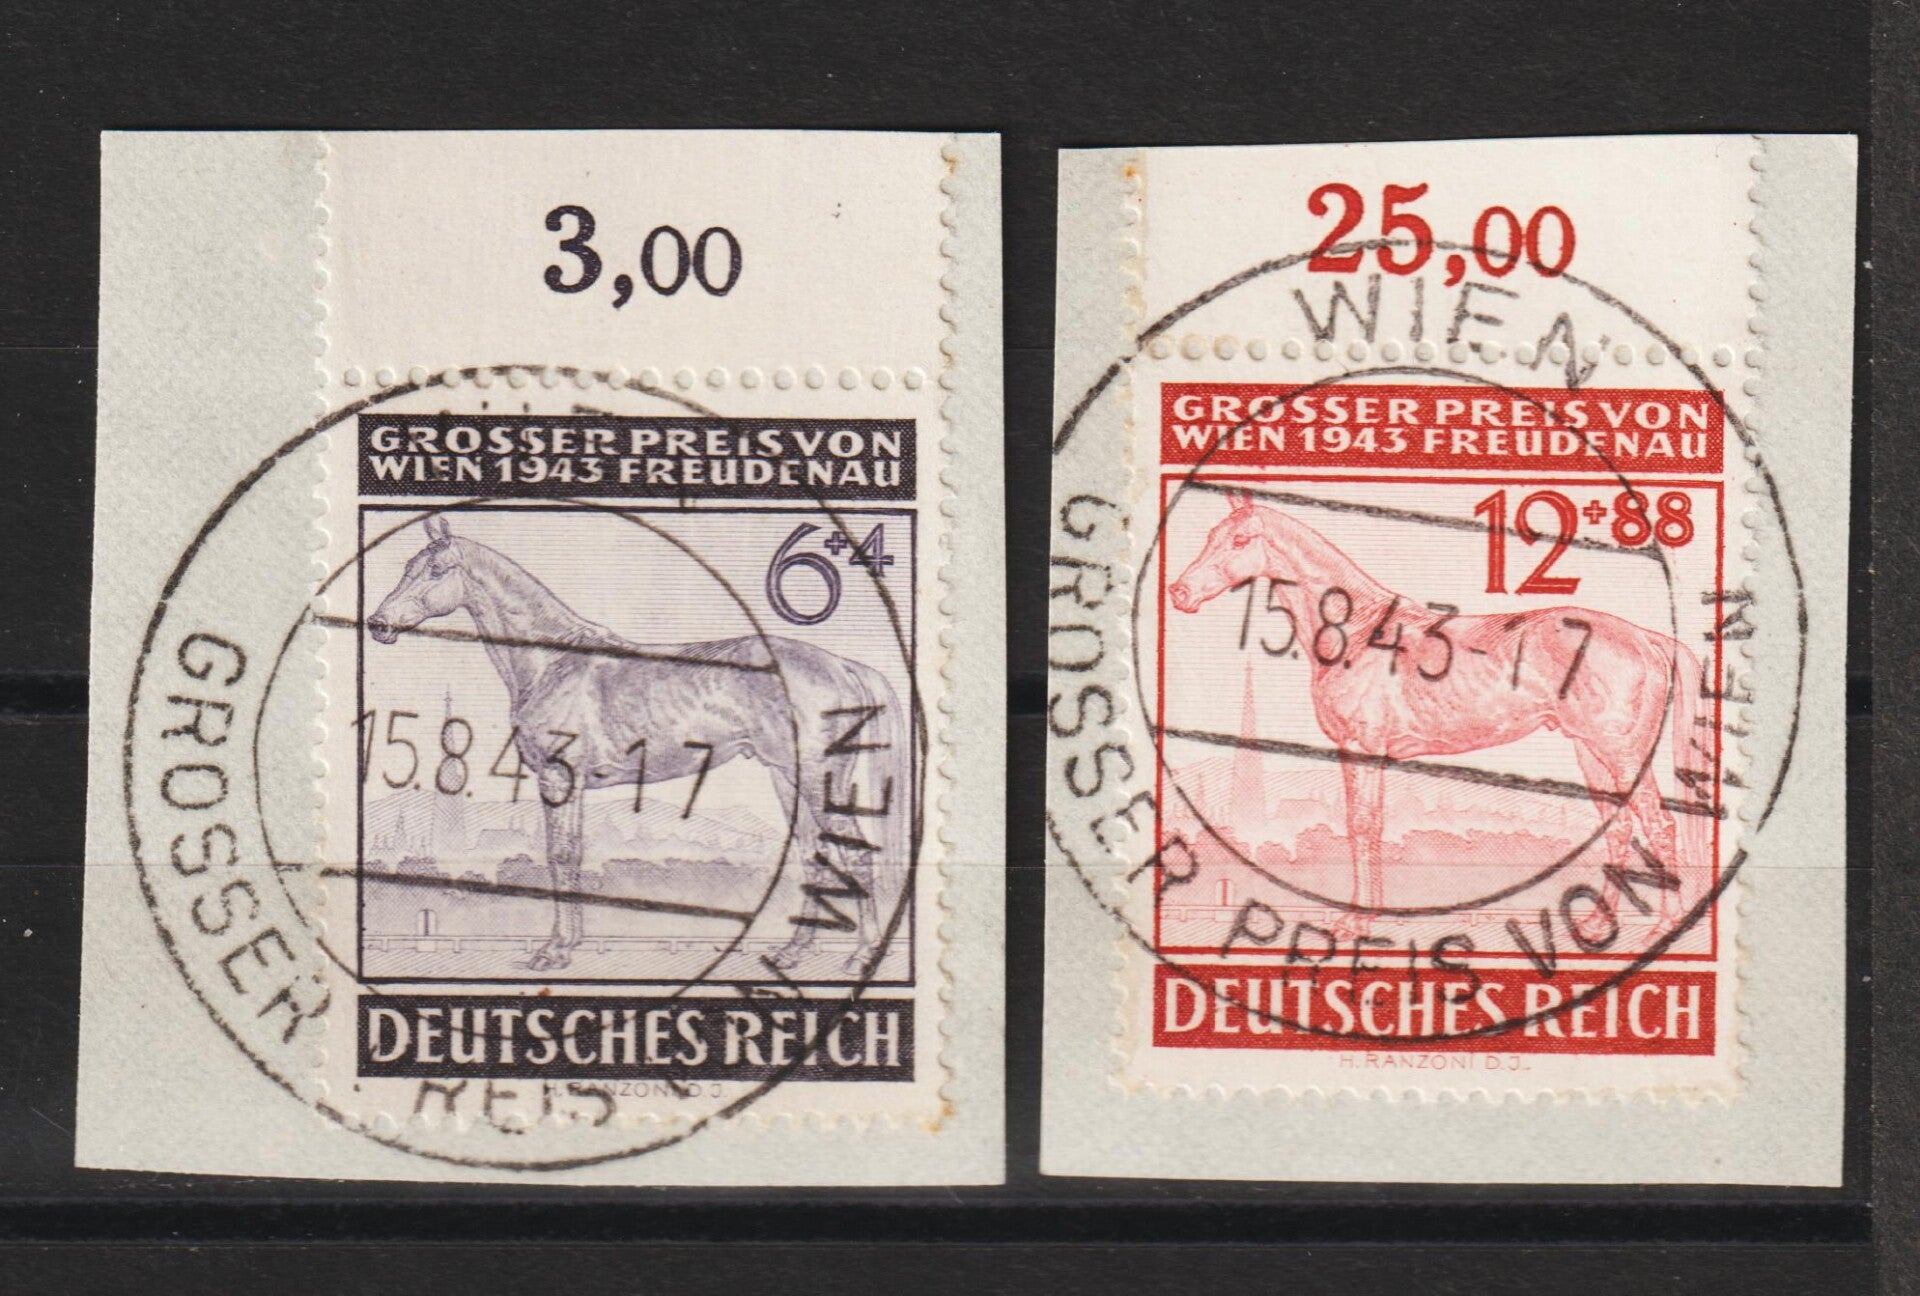 3,00
GROSSER PREIS VON
WIEN 1943 FREUDENAU
6+4
15.8.43-17
GROSSER
REIS
WIEN
DEUTSCHES REICH
H. RANZONI D.J.
25,00
WIEN
GROSSER PREIS VON
WIEN 1943 FREUDENAU
12+88
15.8.43-17
GROSSER PREIS VON WIEN
DEUTSCHES REICH
H. RANZONI D.J.